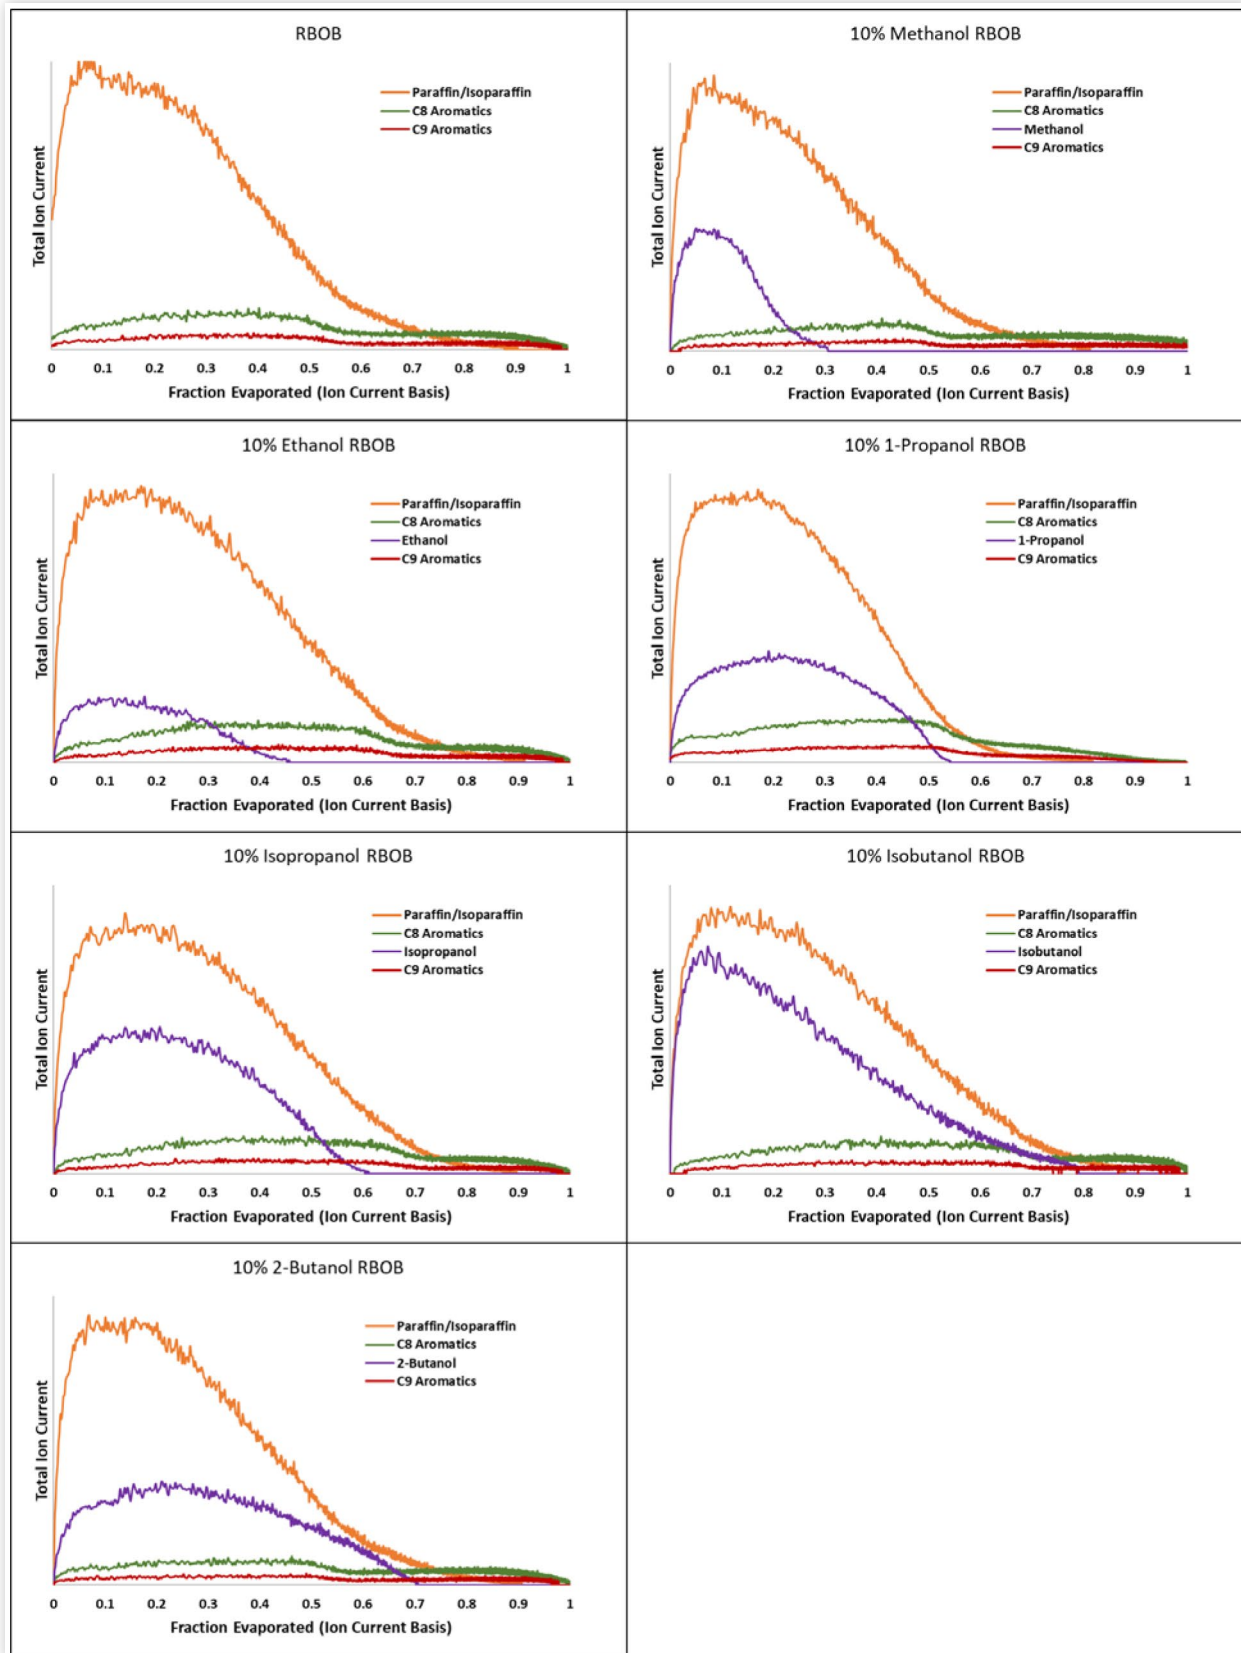 RBOB
Paraffin/Isoparaffin
C8 Aromatics
C9 Aromatics
Total Ion Current
0 0.1 0.2 0.3 0.4 0.5 0.6 0.7 0.8 0.9 1
Fraction Evaporated (Ion Current Basis)
10% Methanol RBOB
Paraffin/Isoparaffin
C8 Aromatics
Methanol
C9 Aromatics
Total Ion Current
0 0.1 0.2 0.3 0.4 0.5 0.6 0.7 0.8 0.9 1
Fraction Evaporated (Ion Current Basis)
10% Ethanol RBOB
Paraffin/Isoparaffin
C8 Aromatics
Ethanol
C9 Aromatics
Total Ion Current
0 0.1 0.2 0.3 0.4 0.5 0.6 0.7 0.8 0.9 1
Fraction Evaporated (Ion Current Basis)
10% 1-Propanol RBOB
Paraffin/Isoparaffin
C8 Aromatics
1-Propanol
C9 Aromatics
Total Ion Current
0 0.1 0.2 0.3 0.4 0.5 0.6 0.7 0.8 0.9 1
Fraction Evaporated (Ion Current Basis)
10% Isopropanol RBOB
Paraffin/Isoparaffin
C8 Aromatics
Isopropanol
C9 Aromatics
Total Ion Current
0 0.1 0.2 0.3 0.4 0.5 0.6 0.7 0.8 0.9 1
Fraction Evaporated (Ion Current Basis)
10% Isobutanol RBOB
Paraffin/Isoparaffin
C8 Aromatics
Isobutanol
C9 Aromatics
Total Ion Current
0 0.1 0.2 0.3 0.4 0.5 0.6 0.7 0.8 0.9 1
Fraction Evaporated (Ion Current Basis)
10% 2-Butanol RBOB
Paraffin/Isoparaffin
C8 Aromatics
2-Butanol
C9 Aromatics
Total Ion Current
0 0.1 0.2 0.3 0.4 0.5 0.6 0.7 0.8 0.9 1
Fraction Evaporated (Ion Current Basis)